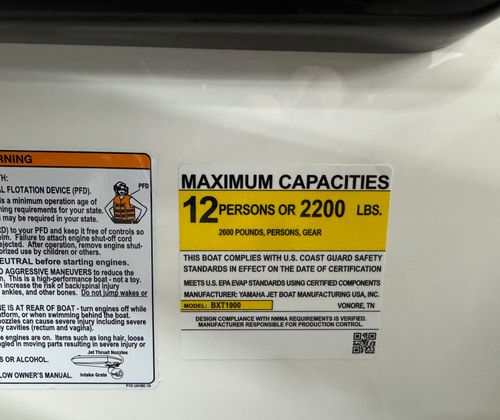 RNING
TH:
AL FLOTATION DEVICE (PFD).
is a minimum operation age of
ning requirements for your state.
may be required in your state.
RD) to your PFD and keep it free of controls so
elm. Failure to attach engine shut-off cord
ejected. After operation, remove engine shut-
orized use by children or others.
EUTRAL before starting engines.
AGGRESSIVE MANEUVERS to reduce the
n. This is a high-performance boat - not a toy.
n increase the risk of back/spinal injury
ankles, and other bones. Do not jump wakes or
NE IS AT REAR OF BOAT - turn engines off while
atform, or when swimming behind the boat.
nozzles can cause severe injury including severe
y cavities (rectum and vagina).
e engines are on. Items such as long hair, loose
ngled in moving parts resulting in severe injury or
Jet Thrust Nozzles
S OR ALCOHOL.
LOW OWNER'S MANUAL.
Intake Grate
PFD
MAXIMUM CAPACITIES
12 PERSONS OR 2200 LBS.
2600 POUNDS, PERSONS, GEAR
THIS BOAT COMPLIES WITH U.S. COAST GUARD SAFETY
STANDARDS IN EFFECT ON THE DATE OF CERTIFICATION
MEETS U.S. EPA EVAP STANDARDS USING CERTIFIED COMPONENTS
MANUFACTURER: YAMAHA JET BOAT MANUFACTURING USA, INC.
MODEL: BXT1900 VONORE, TN
DESIGN COMPLIANCE WITH NMMA REQUIREMENTS IS VERIFIED.
MANUFACTURER RESPONSIBLE FOR PRODUCTION CONTROL.